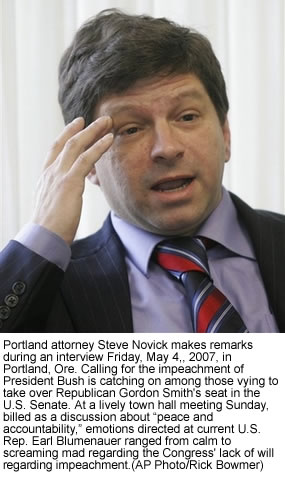 Portland attorney Steve Novick makes remarks
during an interview Friday, May 4,, 2007, in
Portland, Ore. Calling for the impeachment of
President Bush is catching on among those vying to
take over Republican Gordon Smith's seat in the
U.S. Senate. At a lively town hall meeting Sunday,
billed as a discussion about “peace and
accountability,” emotions directed at current U.S.
Rep. Earl Blumenauer ranged from calm to
screaming mad regarding the Congress' lack of will
regarding impeachment.(AP Photo/Rick Bowmer)